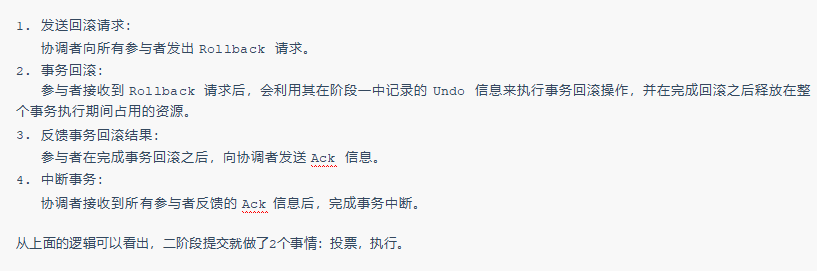 1. 发送回滚请求:
协调者向所有参与者发出 Rollback 请求。
2. 事务回滚:
参与者接收到 Rollback 请求后，会利用其在阶段一中记录的 Undo 信息来执行事务回滚操作，并在完成回滚之后释放在整
个事务执行期间占用的资源。
3. 反馈事务回滚结果:
参与者在完成事务回滚之后，向协调者发送 Ack 信息。
4. 中断事务:
协调者接收到所有参与者反馈的 Ack 信息后，完成事务中断。
从上面的逻辑可以看出，二阶段提交就做了2个事情：投票，执行。